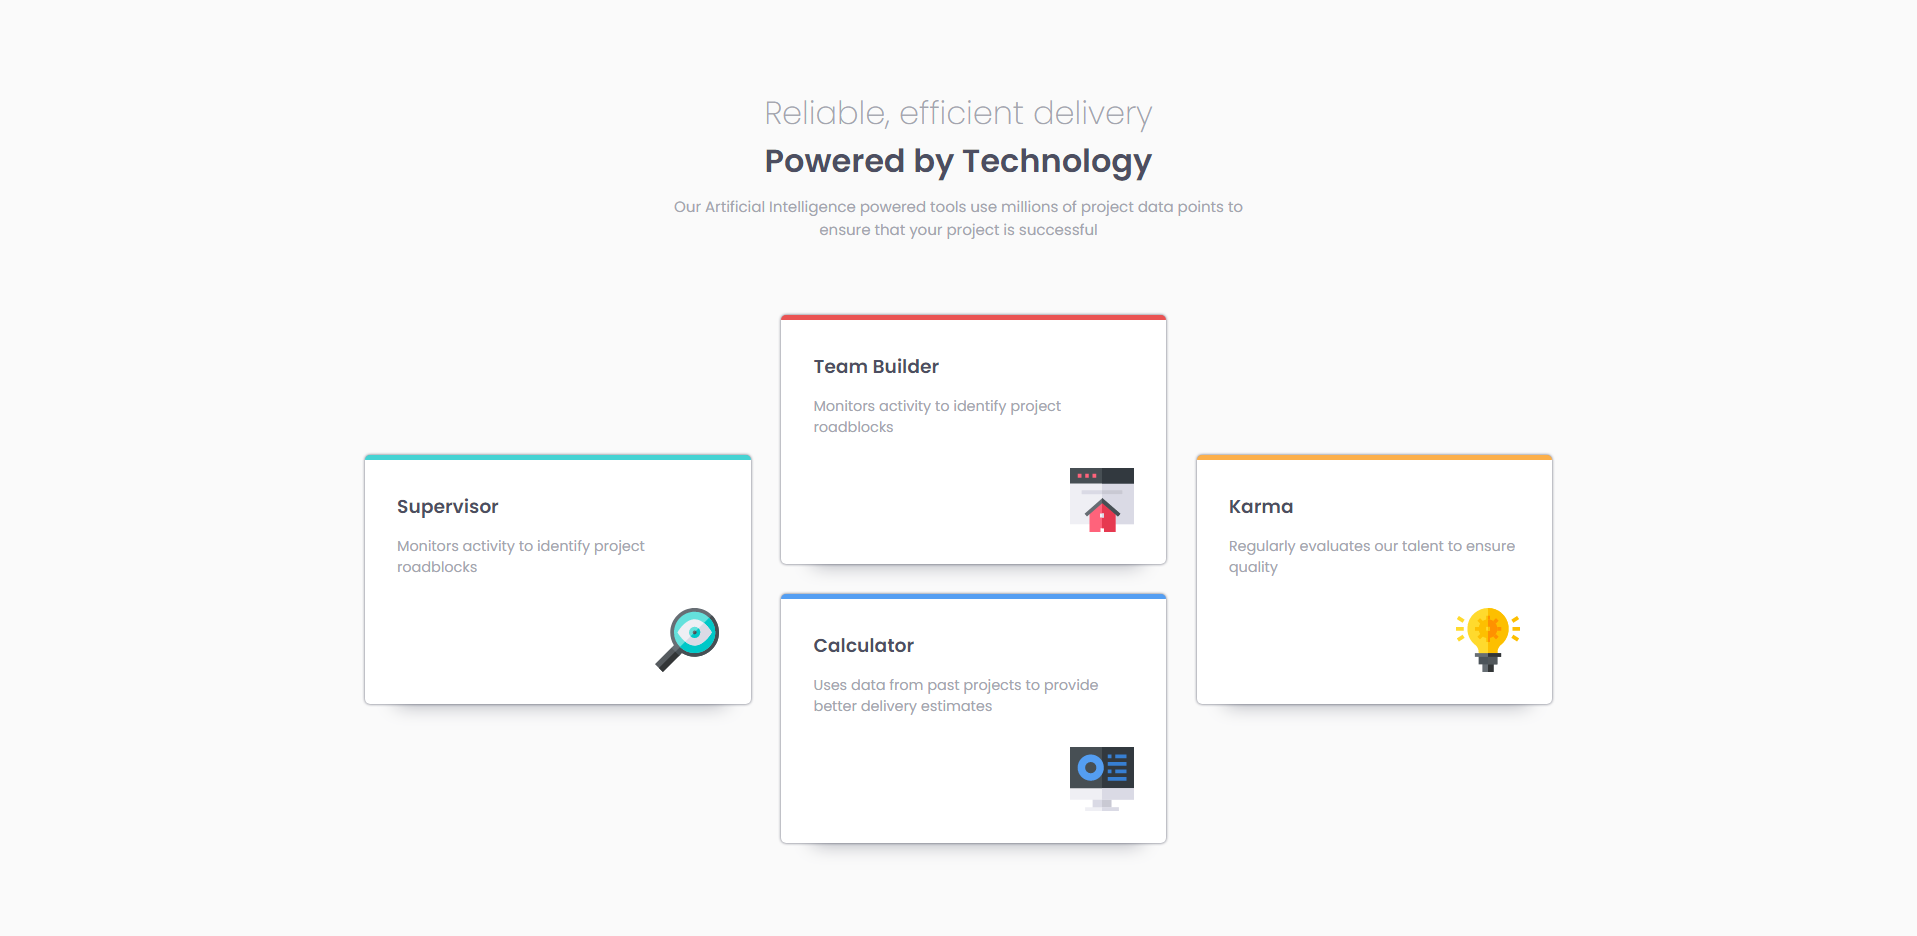 Reliable, efficient delivery
Powered by Technology
Our Artificial Intelligence powered tools use millions of project data points to
ensure that your project is successful
Team Builder
Monitors activity to identify project
roadblocks
Supervisor
Monitors activity to identify project
roadblocks
Karma
Regularly evaluates our talent to ensure
quality
Calculator
Uses data from past projects to provide
better delivery estimates